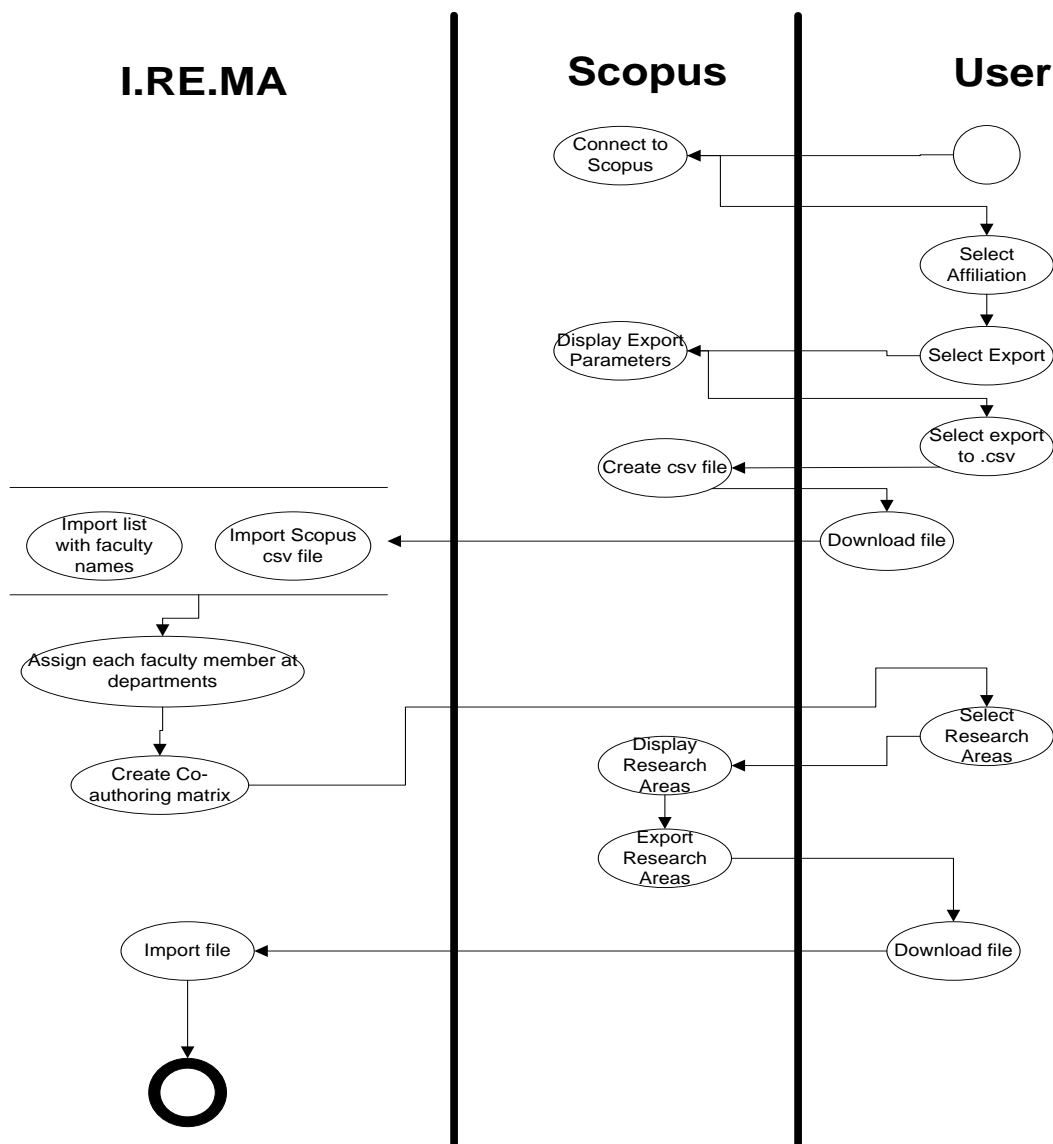 I.RE.MA
Scopus
User
Connect to
Scopus
Select
Affiliation
Display Export
Parameters
Select Export
Select export
to .csv
Create csv file
Import list
with faculty
names
Import Scopus
csv file
Download file
Assign each faculty member at
departments
Select
Research
Areas
Display
Research
Areas
Create Co-
authoring matrix
Export
Research
Areas
Import file
Download file